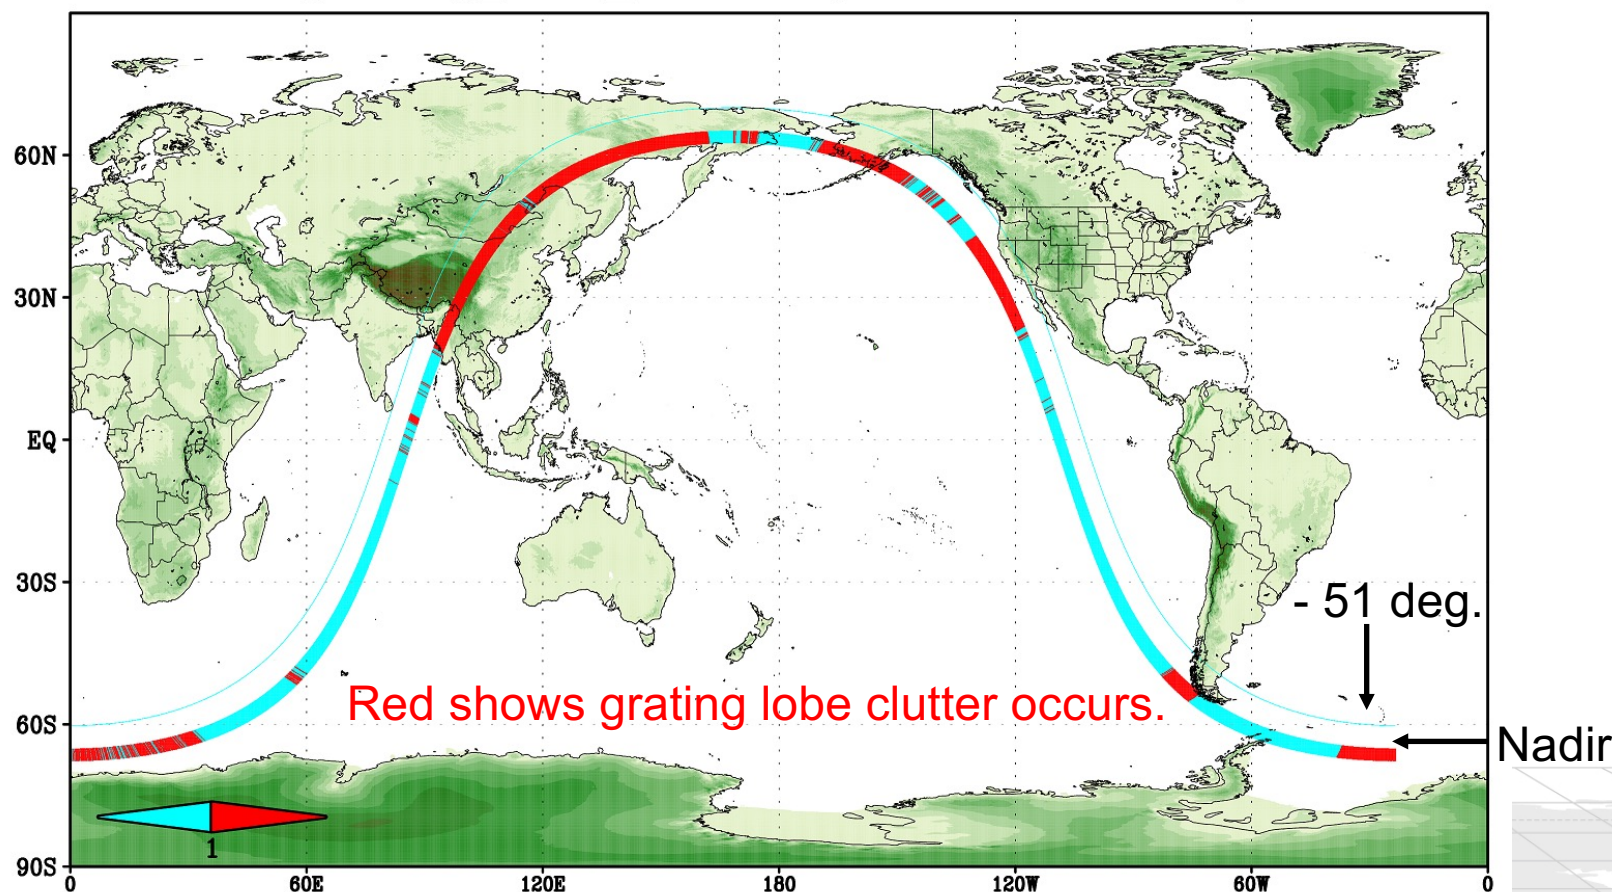 60N
30N
EQ
30S
- 51 deg.
Red shows grating lobe clutter occurs.
60S
Nadir
1
90S
0 60E 120E 180 120W 60W 0